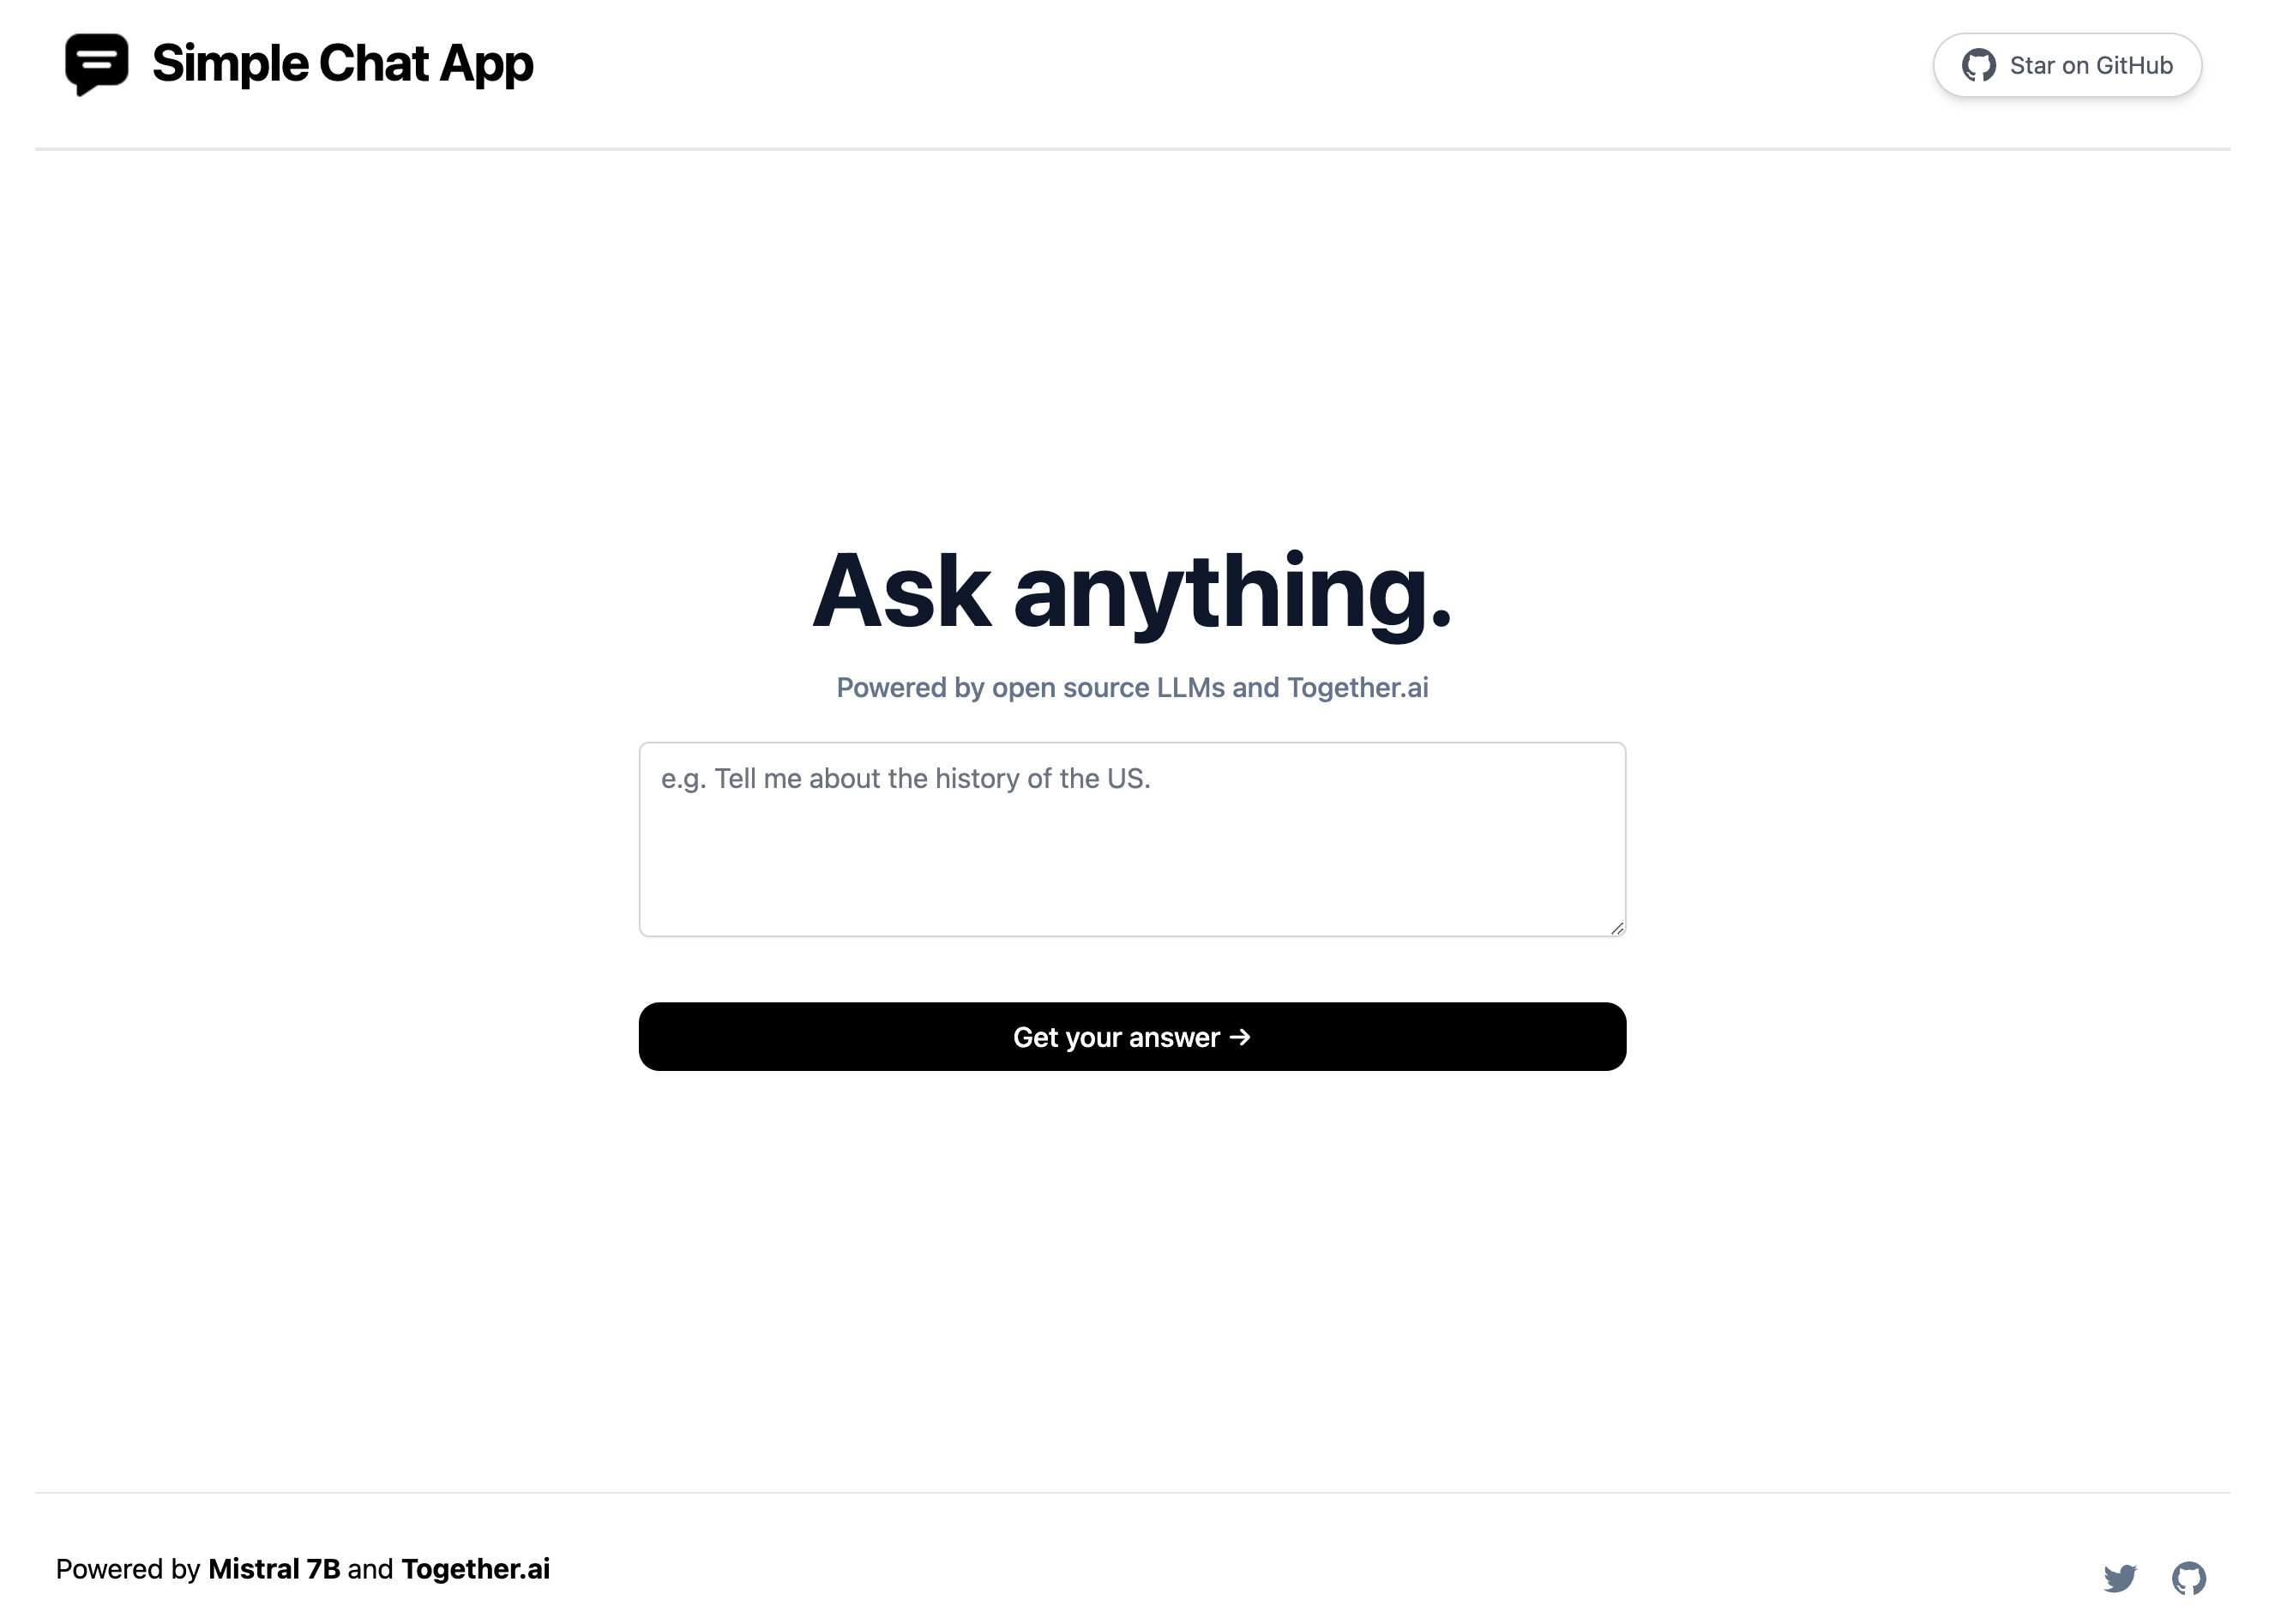 Simple Chat App
Star on GitHub
Ask anything.
Powered by open source LLMs and Together.ai
e.g. Tell me about the history of the US.
Get your answer →
Powered by Mistral 7B and Together.ai